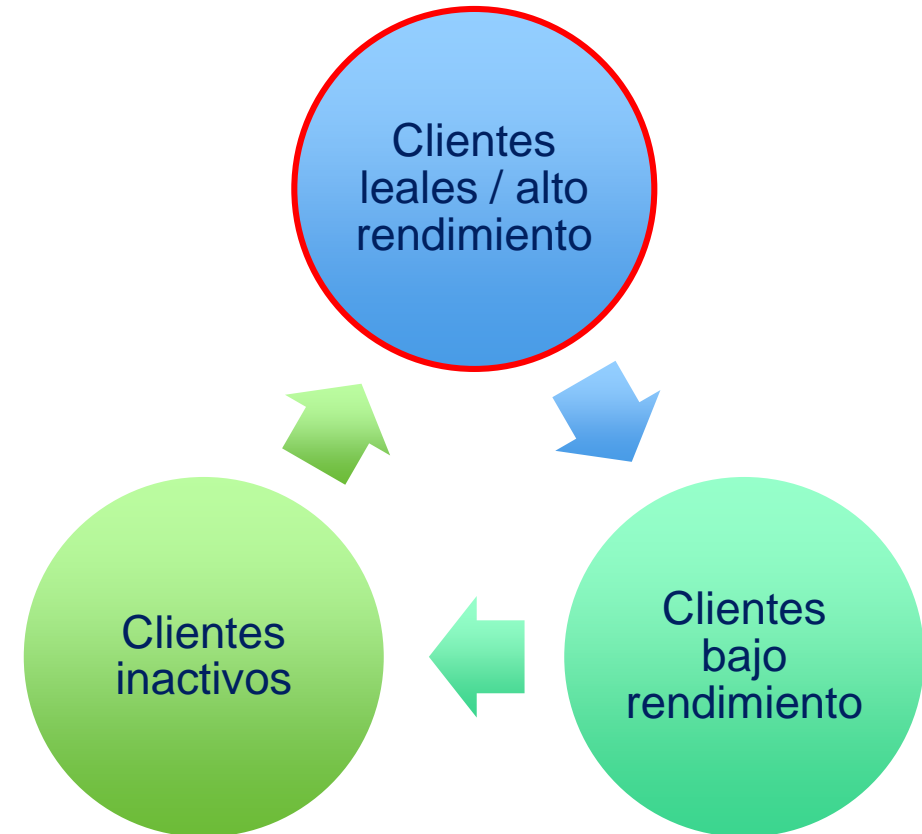 Clientes
leales / alto
rendimiento
Clientes
bajo
rendimiento
Clientes
inactivos